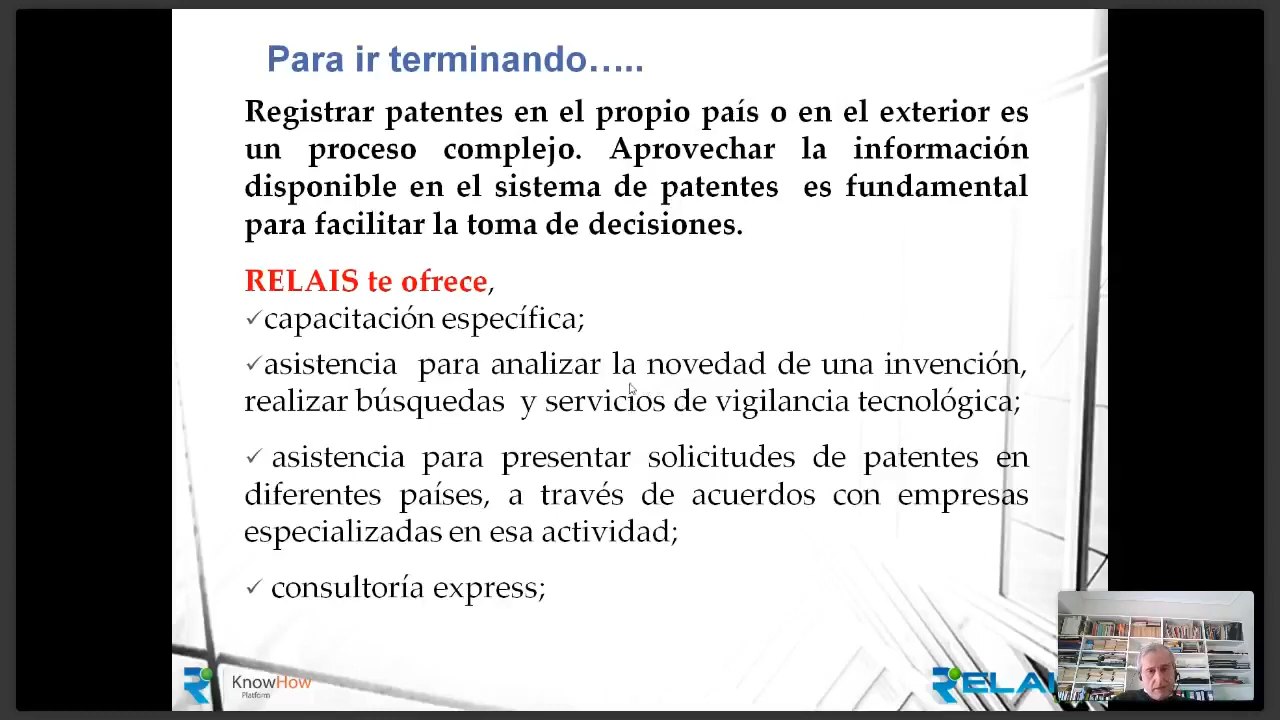 Para ir terminando…..
Registrar patentes en el propio país o en el exterior es
un proceso complejo. Aprovechar la información
disponible en el sistema de patentes es fundamental
para facilitar la toma de decisiones.
RELAIS te ofrece,
✓capacitación específica;
✓asistencia para analizar la novedad de una invención,
realizar búsquedas y servicios de vigilancia tecnológica;
✓ asistencia para presentar solicitudes de patentes en
diferentes países, a través de acuerdos con empresas
especializadas en esa actividad;
✓ consultoría express;
R KnowHow
Platform
RELAI